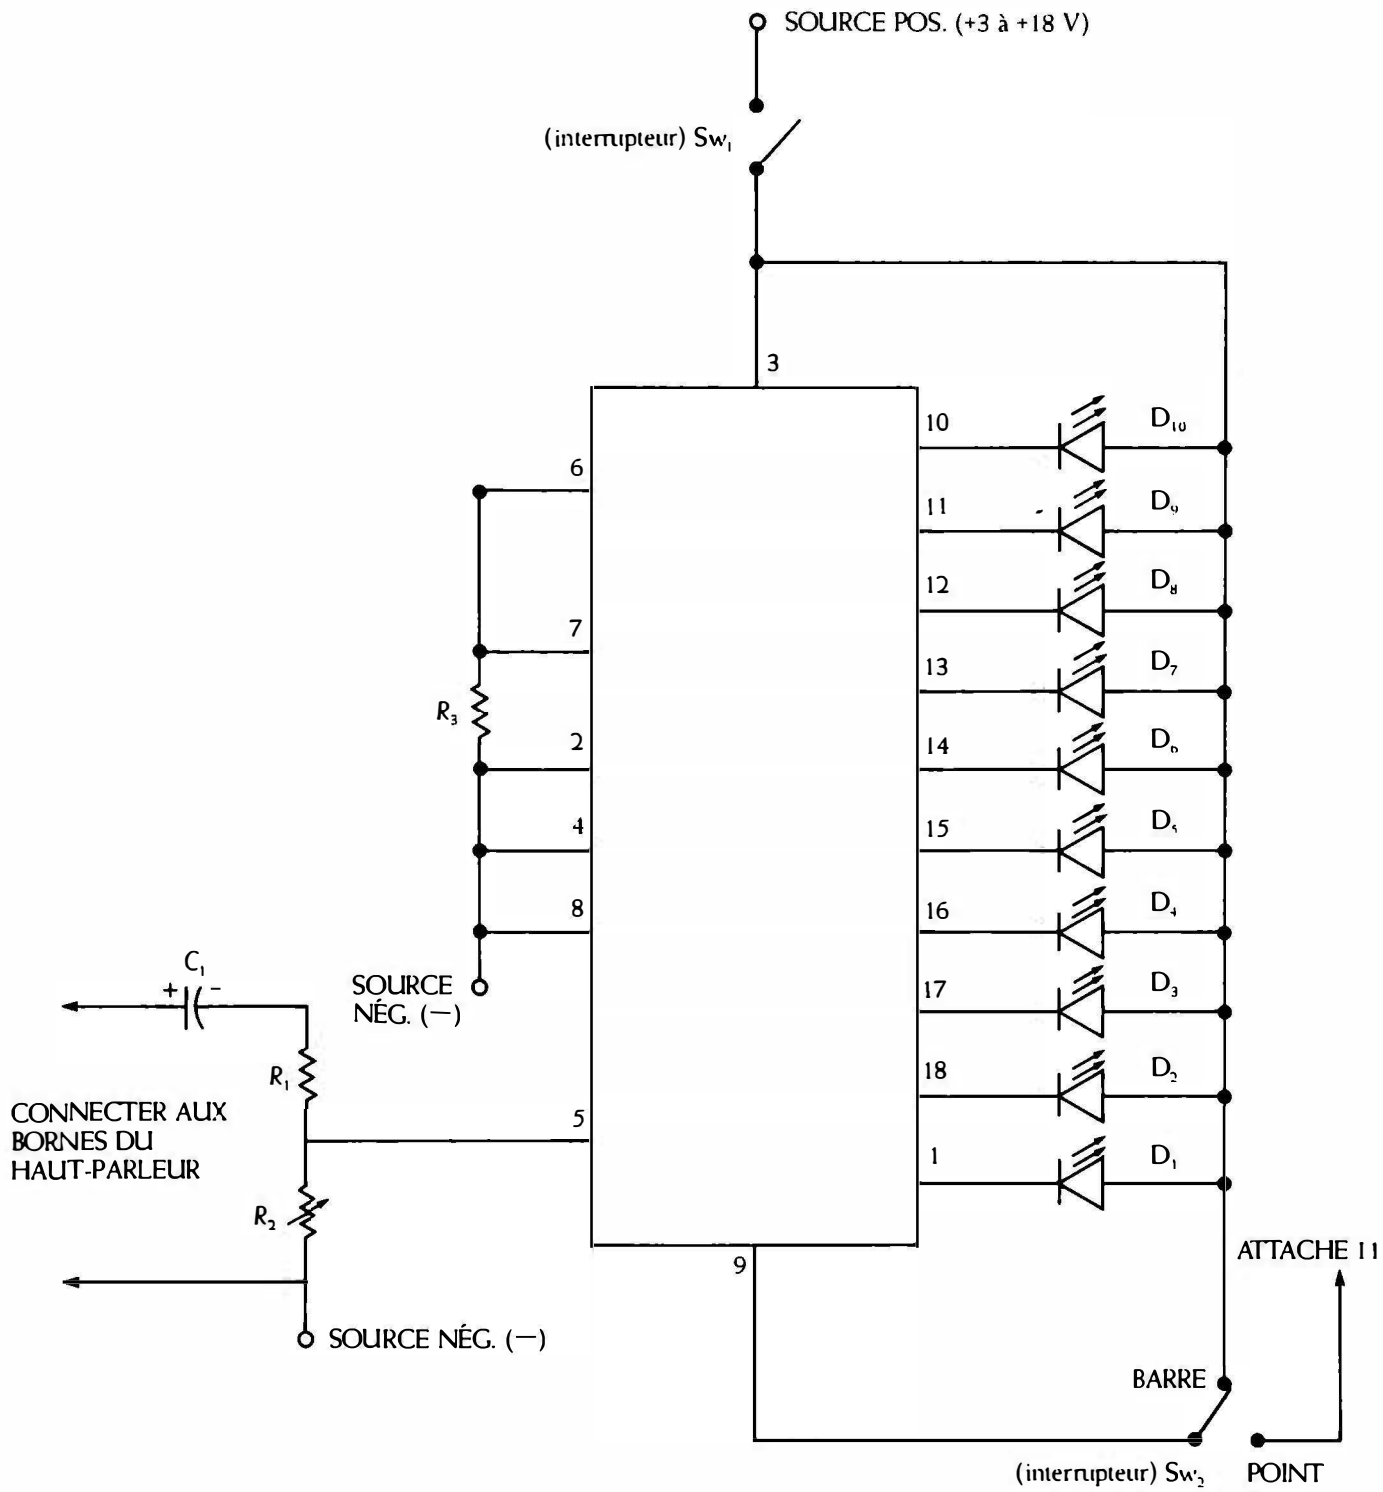 SOURCE POS. (+3 à +18 V)
(interrupteur) Sw₁
3
10
D₁₀
6
11
D₉
12
D₈
7
13
D₇
R₃
2
14
D₆
4
15
D₅
8
16
D₄
C₁
+ -
SOURCE
NÉG. (—)
17
D₃
R₁
18
D₂
CONNECTER AUX
BORNES DU
HAUT-PARLEUR
5
1
D₁
R₂
9
ATTACHE 11
SOURCE NÉG. (—)
BARRE
(interrupteur) Sw₂
POINT